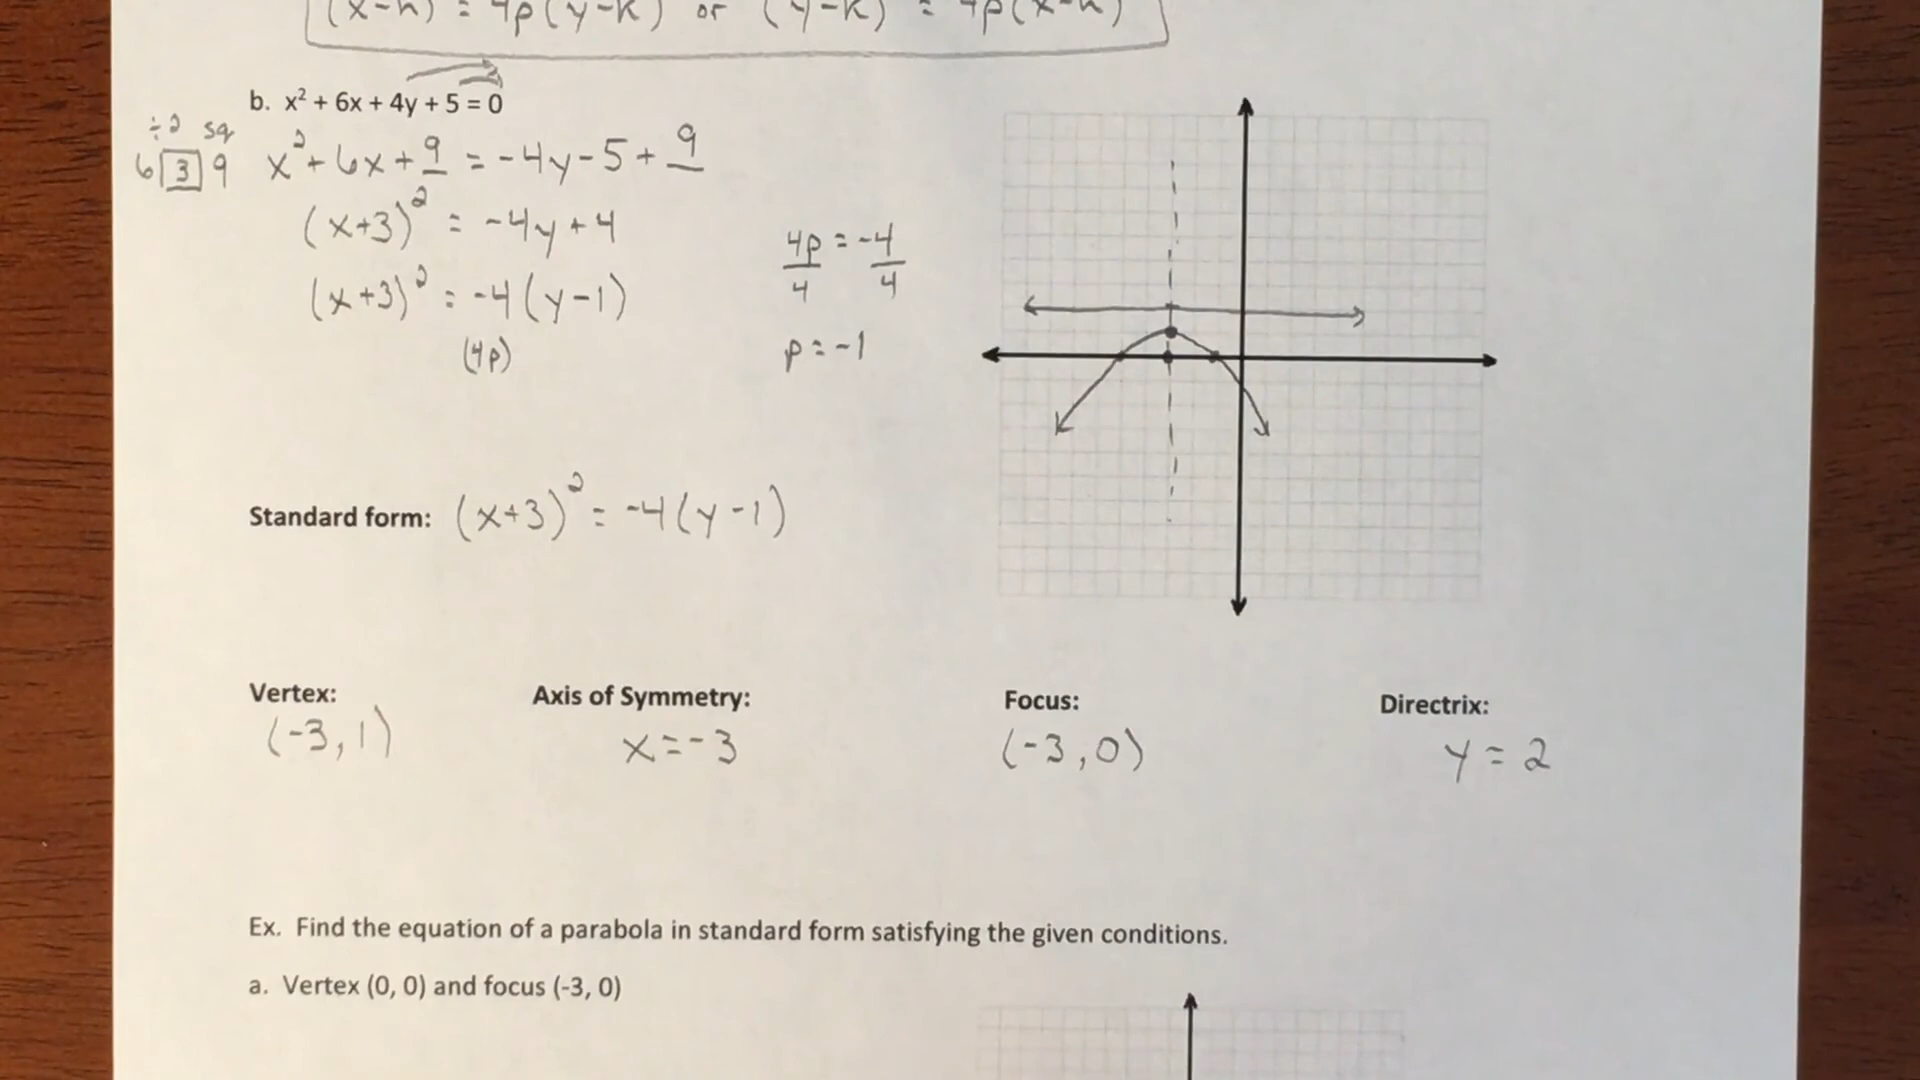 (x-h) = 4p(y-k) or (y-k) = 4p(x-h)
b. x² + 6x + 4y + 5 = 0
÷2 sq
6 3 9 x² + 6x + 9 = -4y - 5 + 9
(x+3)² = -4y + 4
4p = -4
4 4
(x+3)² = -4(y-1)
(4p)
p = -1
Standard form: (x+3)² = -4(y-1)
Vertex: Axis of Symmetry: Focus: Directrix:
(-3, 1) x = -3 (-3, 0) y = 2
Ex. Find the equation of a parabola in standard form satisfying the given conditions.
a. Vertex (0, 0) and focus (-3, 0)